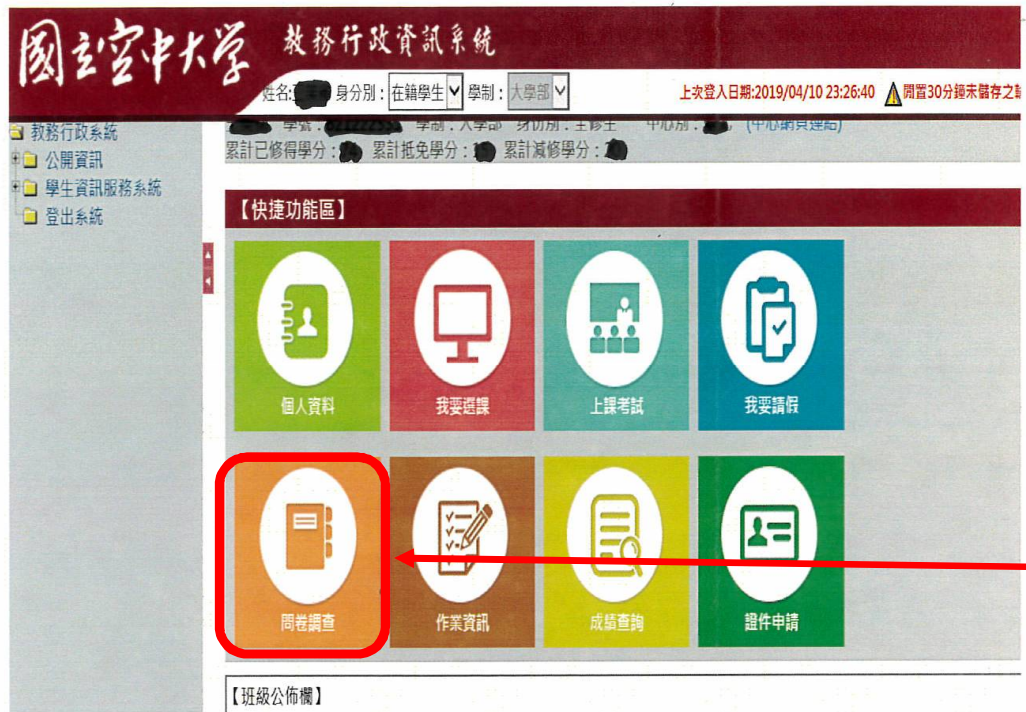 國立空中大學 教務行政資訊系統
姓名: 身分別：在籍學生 學制：大學部 上次登入日期:2019/04/10 23:26:40 閒置30分鐘未儲存之
教務行政系統
公開資訊
學生資訊服務系統
登出系統
學號： 學制：大學部 身份別：主修生 中心別： (中心網頁連結)
累計已修得學分： 累計抵免學分： 累計減修學分：
【快捷功能區】
個人資料 我要選課 上課考試 我要請假
問卷調查 作業資訊 成績查詢 證件申請
【班級公佈欄】